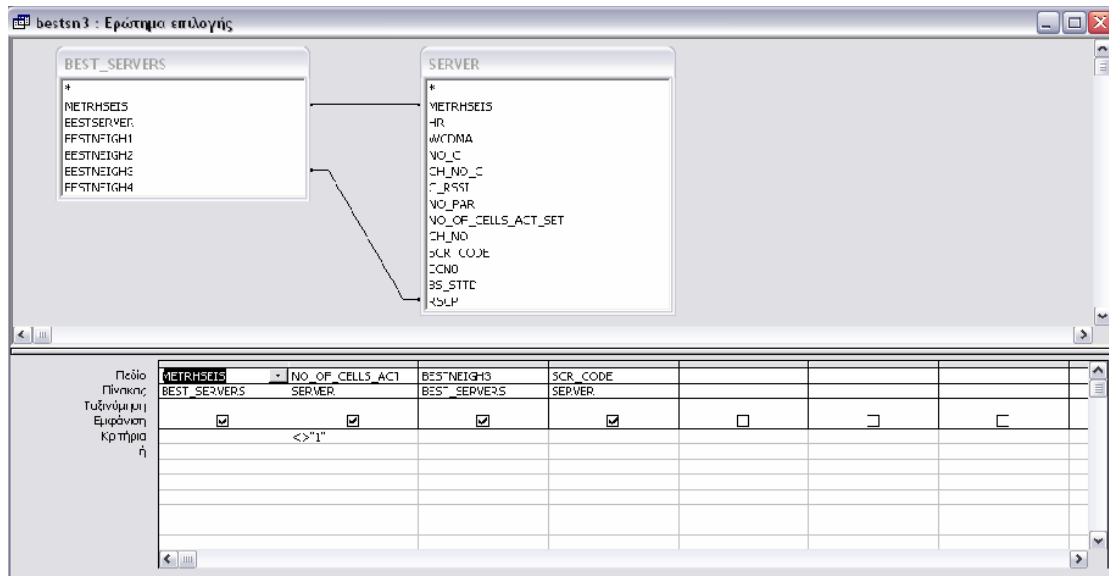 bestsn3 : Ερώτημα επιλογής
BEST_SERVERS
*
METRHSEIS
BESTSERVER
BESTNEIGH1
BESTNEIGH2
BESTNEIGH3
BESTNEIGH4
SERVER
*
METRHSEIS
HR
WCDMA
NO_C
CH_NO_C
C_RSSI
NO_PAR
NO_OF_CELLS_ACT_SET
CH_NO
SCR_CODE
ECNO
BS_STTD
RSCP
Πεδίο METRHSEIS NO_OF_CELLS_ACT BESTNEIGH3 SCR_CODE
Πίνακας BEST_SERVERS SERVER BEST_SERVERS SERVER
Ταξινόμηση
Εμφάνιση
Κριτήρια <>"1"
ή